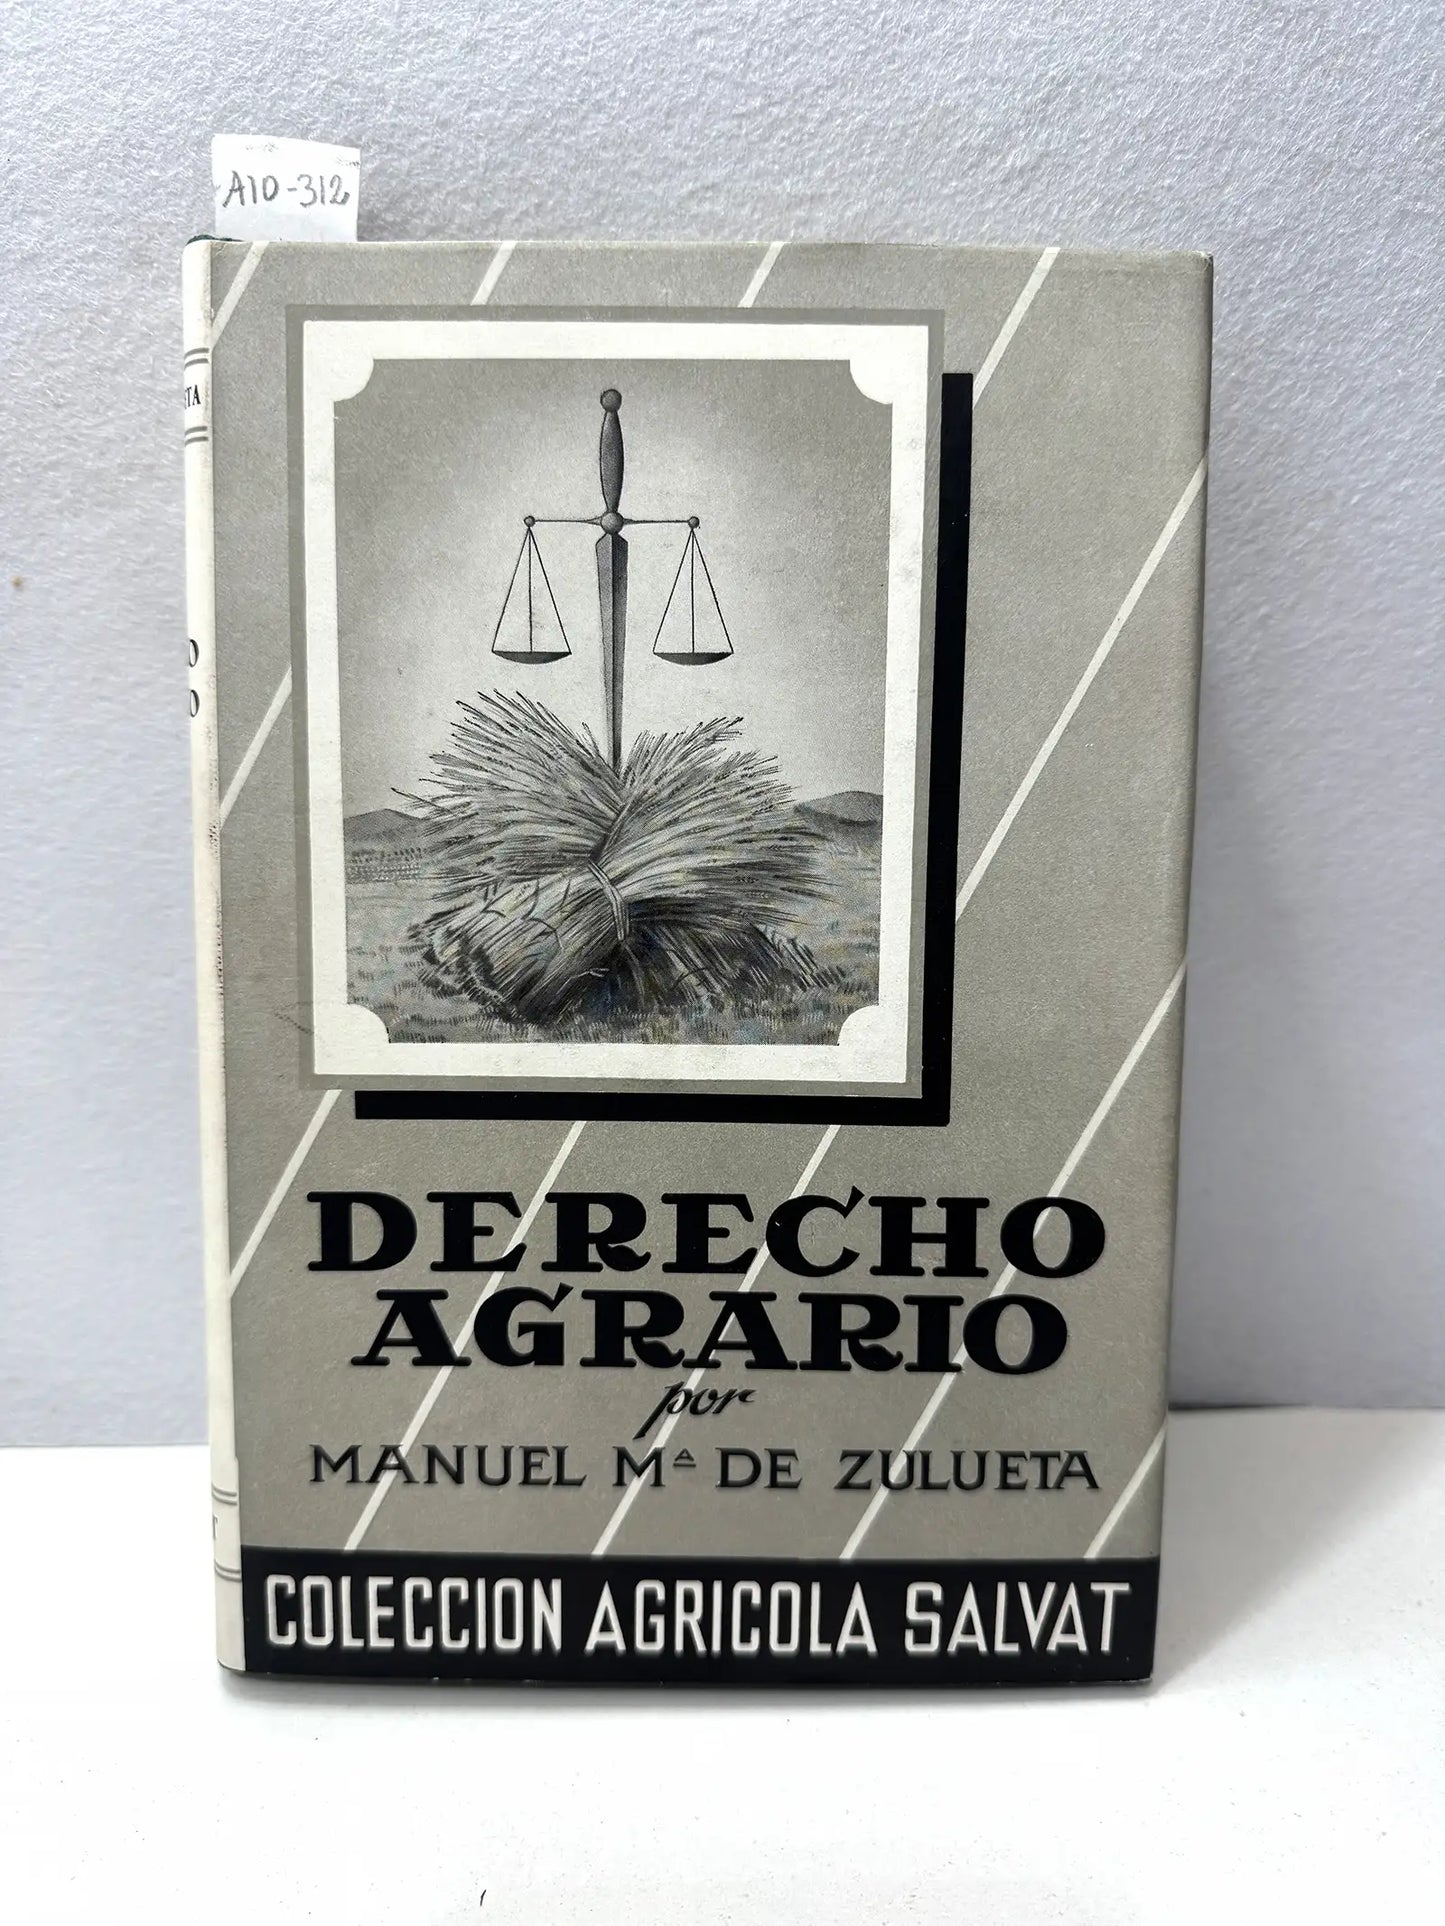 A10-312
DERECHO
AGRARIO
por
MANUEL Mª DE ZULUETA
COLECCION AGRICOLA SALVAT